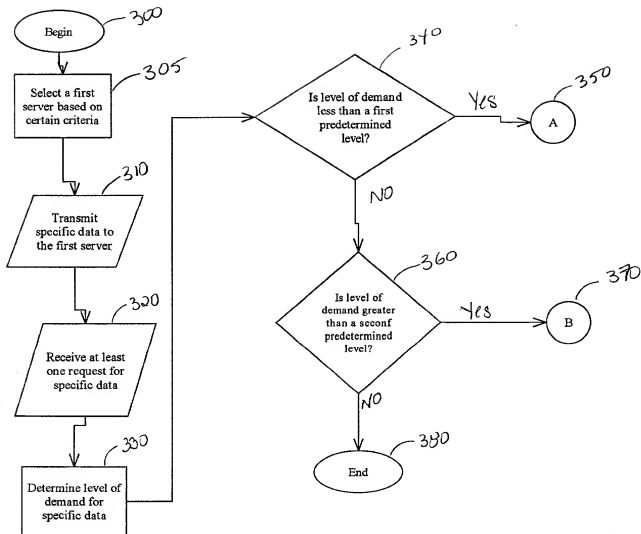 Begin
300
305
Select a first
server based on
certain criteria
310
Transmit
specific data to
the first server
320
Receive at least
one request for
specific data
330
Determine level of
demand for
specific data
340
Is level of demand
less than a first
predetermined
level?
Yes
350
A
NO
360
Is level of
demand greater
than a seconf
predetermined
level?
Yes
370
B
NO
380
End